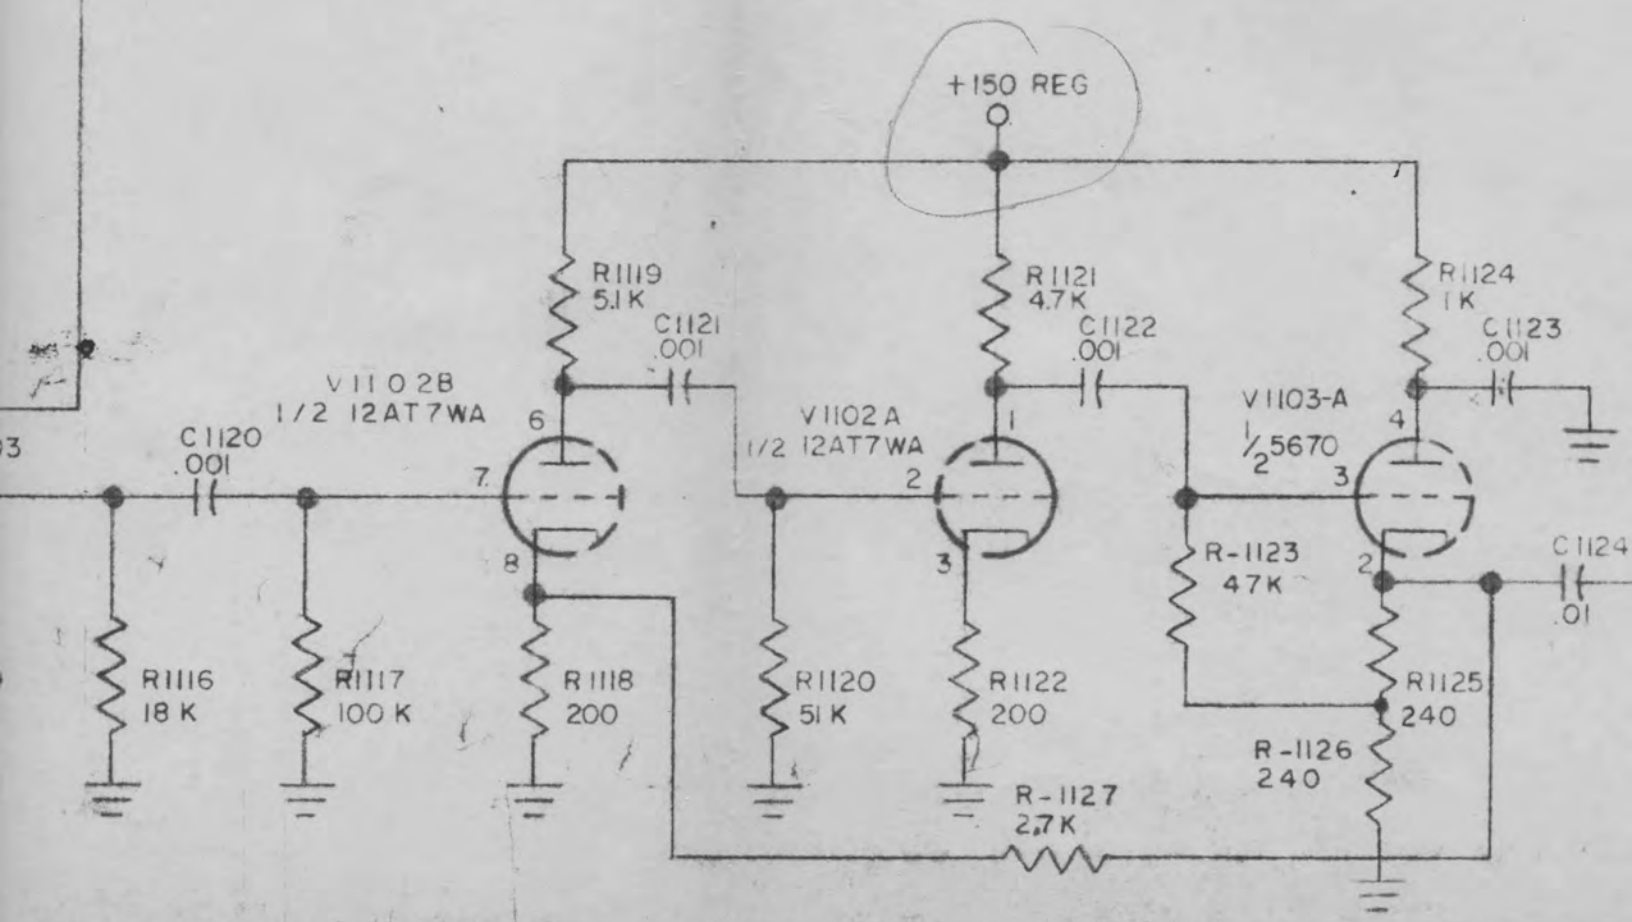 +150 REG
R1119
5.1K
C1121
.001
R1121
4.7K
C1122
.001
R1124
1K
C1123
.001
V1102B
1/2 12AT7WA
6
7
8
C1120
.001
V1102A
1/2 12AT7WA
1
2
3
V1103-A
1/2 5670
4
3
2
R-1123
47K
C1124
.01
R1116
18K
R1117
100K
R1118
200
R1120
51K
R1122
200
R1125
240
R-1126
240
R-1127
2.7K